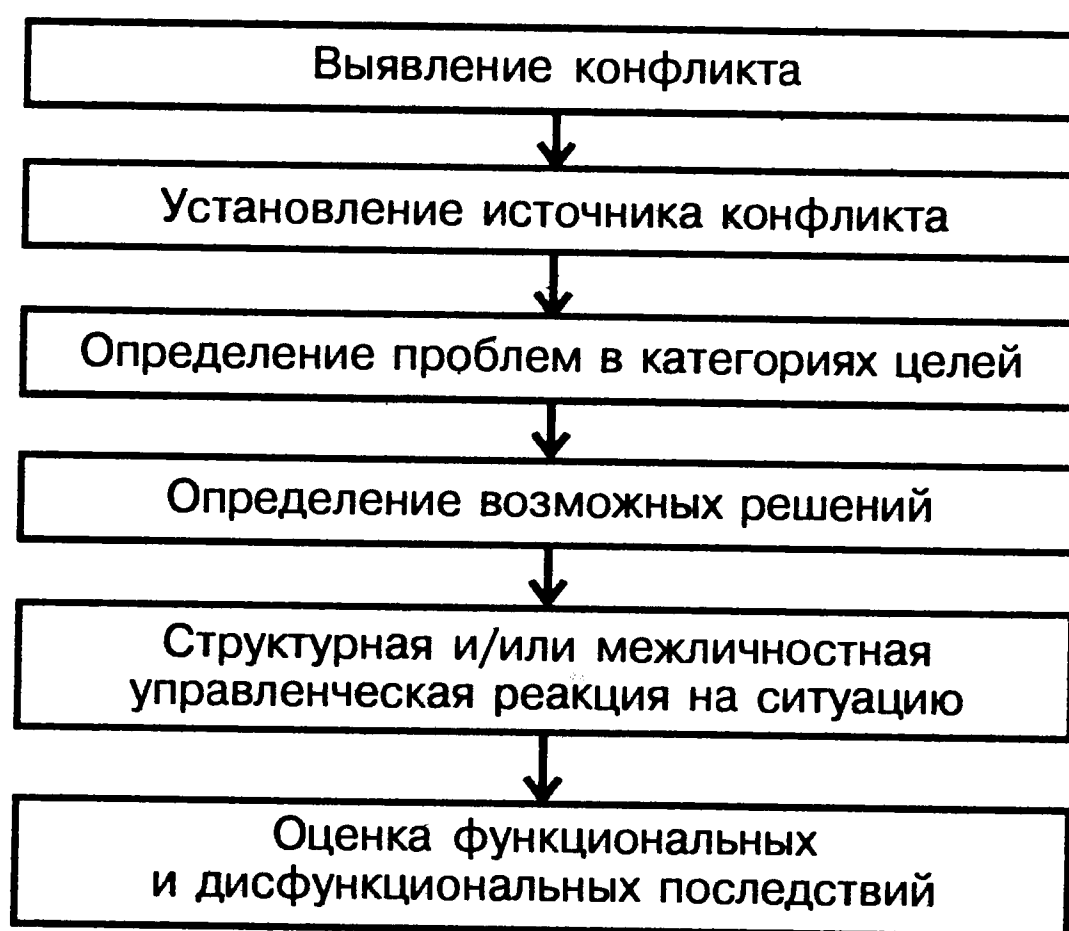 Выявление конфликта
Установление источника конфликта
Определение проблем в категориях целей
Определение возможных решений
Структурная и/или межличностная
управленческая реакция на ситуацию
Оценка функциональных
и дисфункциональных последствий